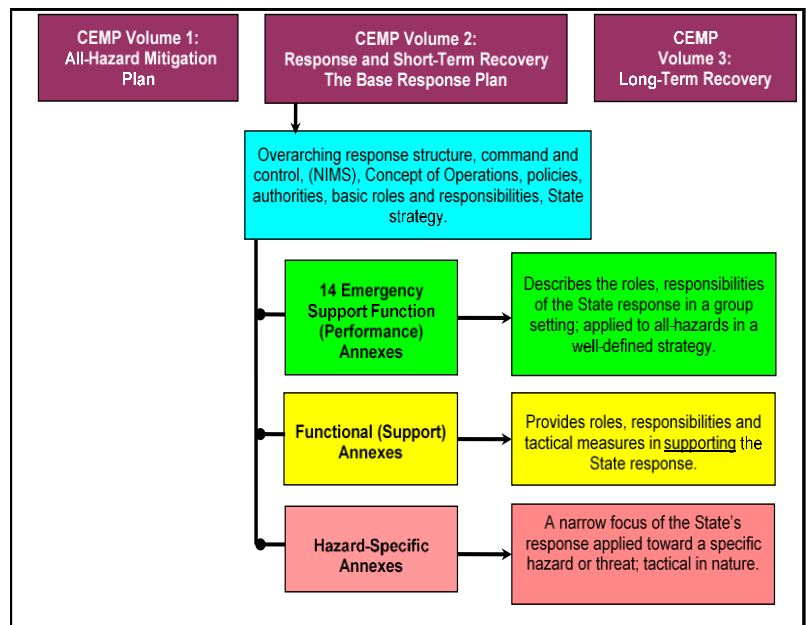 CEMP Volume 1:
All-Hazard Mitigation
Plan
CEMP Volume 2:
Response and Short-Term Recovery
The Base Response Plan
CEMP
Volume 3:
Long-Term Recovery
Overarching response structure, command and
control, (NIMS), Concept of Operations, policies,
authorities, basic roles and responsibilities, State
strategy.
14 Emergency
Support Function
(Performance)
Annexes
Describes the roles, responsibilities
of the State response in a group
setting; applied to all-hazards in a
well-defined strategy.
Functional (Support)
Annexes
Provides roles, responsibilities and
tactical measures in supporting the
State response.
Hazard-Specific
Annexes
A narrow focus of the State’s
response applied toward a specific
hazard or threat; tactical in nature.